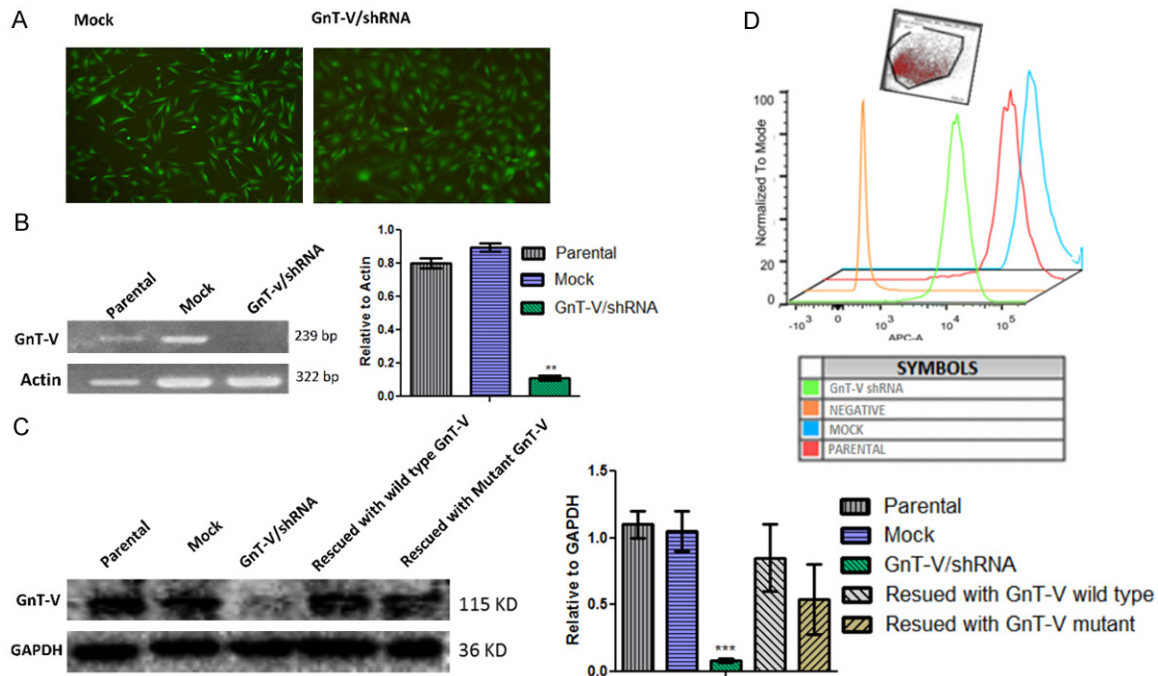 A
Mock
GnT-V/shRNA
B
Parental
Mock
GnT-v/shRNA
GnT-V
239 bp
Actin
322 bp
Relative to Actin
1.0
0.8
0.6
0.4
0.2
0.0
**
Parental
Mock
GnT-V/shRNA
C
Parental
Mock
GnT-V/shRNA
Rescued with wild type GnT-V
Rescued with Mutant GnT-V
GnT-V
115 KD
GAPDH
36 KD
Relative to GAPDH
1.5
1.0
0.5
0.0
***
Parental
Mock
GnT-V/shRNA
Resued with GnT-V wild type
Resued with GnT-V mutant
D
Normalized To Mode
100
20
0
-10³
0
10³
10⁴
10⁵
APC-A
SYMBOLS
GnT-V shRNA
NEGATIVE
MOCK
PARENTAL